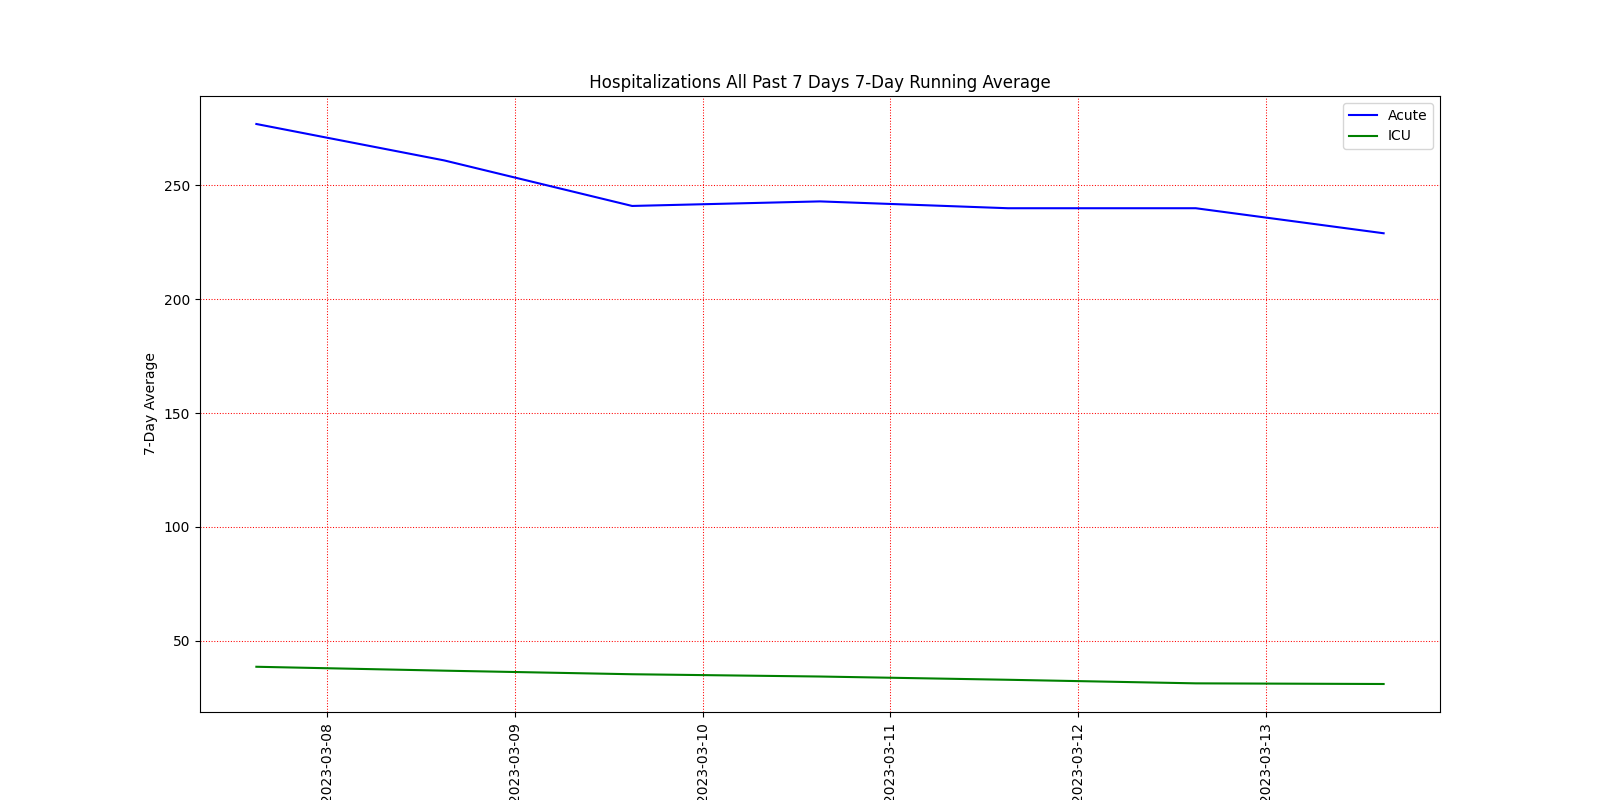 Hospitalizations All Past 7 Days 7-Day Running Average
Acute
ICU
250
200
150
100
50
7-Day Average
2023-03-08
2023-03-09
2023-03-10
2023-03-11
2023-03-12
2023-03-13